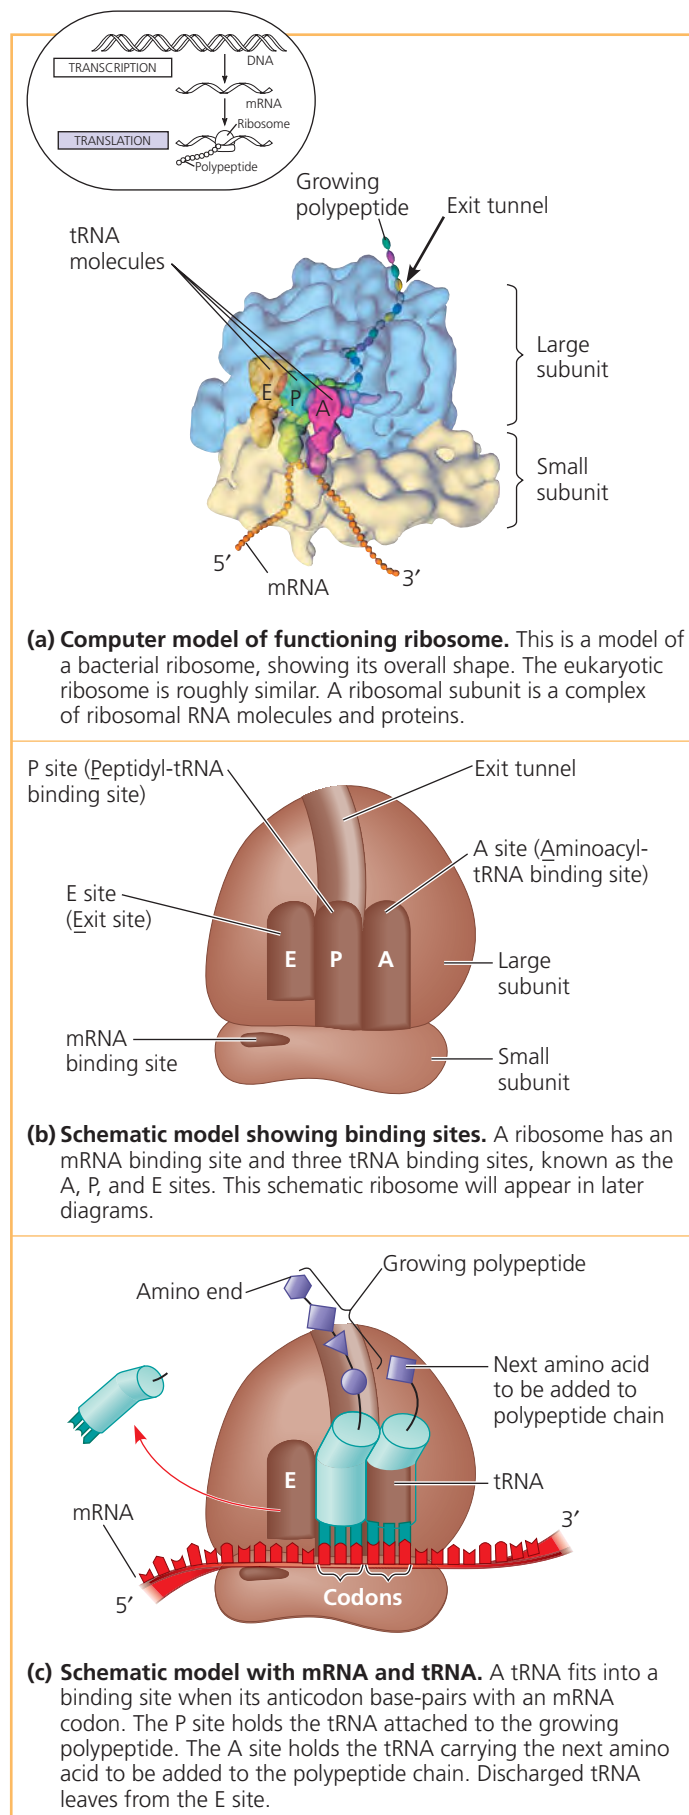 DNA
TRANSCRIPTION
mRNA
Ribosome
TRANSLATION
Polypeptide
Growing
polypeptide
Exit tunnel
tRNA
molecules
Large
subunit
E
P
A
Small
subunit
5′
mRNA
3′
(a) Computer model of functioning ribosome. This is a model of
a bacterial ribosome, showing its overall shape. The eukaryotic
ribosome is roughly similar. A ribosomal subunit is a complex
of ribosomal RNA molecules and proteins.
P site (Peptidyl-tRNA
binding site)
Exit tunnel
A site (Aminoacyl-
tRNA binding site)
E site
(Exit site)
E
P
A
Large
subunit
mRNA
binding site
Small
subunit
(b) Schematic model showing binding sites. A ribosome has an
mRNA binding site and three tRNA binding sites, known as the
A, P, and E sites. This schematic ribosome will appear in later
diagrams.
Growing polypeptide
Amino end
Next amino acid
to be added to
polypeptide chain
E
tRNA
mRNA
3′
5′
Codons
(c) Schematic model with mRNA and tRNA. A tRNA fits into a
binding site when its anticodon base-pairs with an mRNA
codon. The P site holds the tRNA attached to the growing
polypeptide. The A site holds the tRNA carrying the next amino
acid to be added to the polypeptide chain. Discharged tRNA
leaves from the E site.